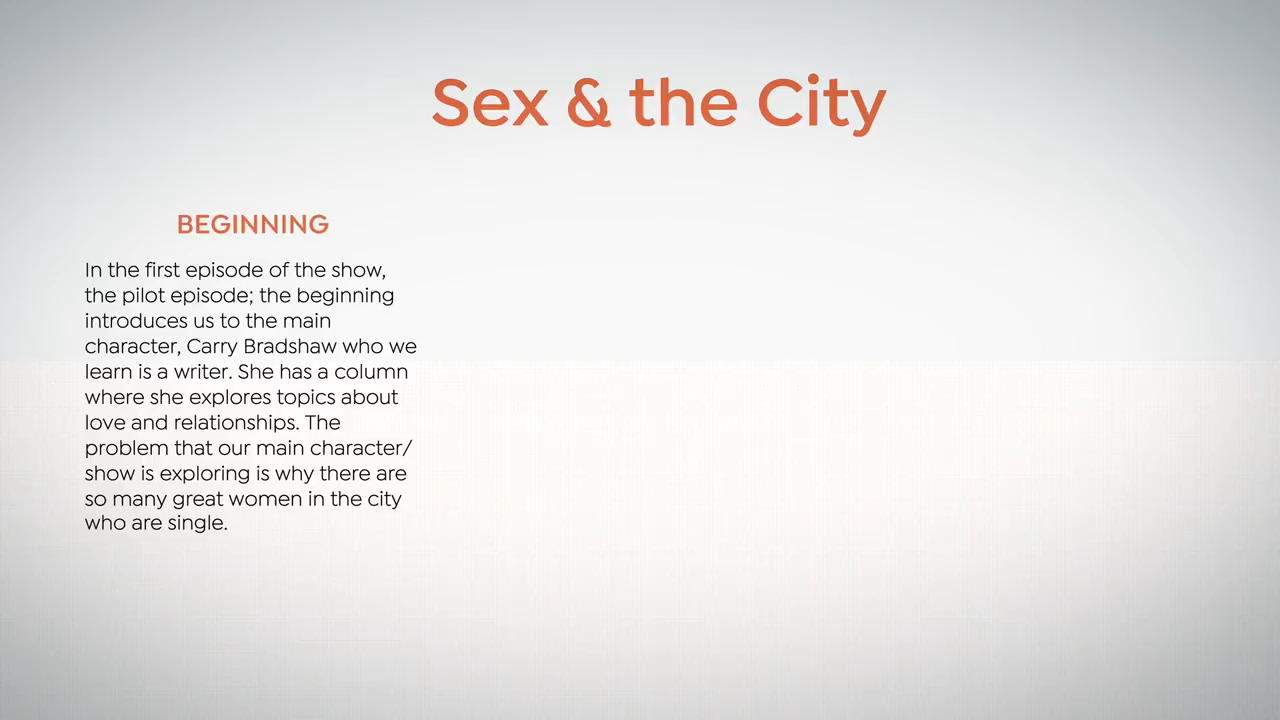 Sex & the City
BEGINNING
In the first episode of the show,
the pilot episode; the beginning
introduces us to the main
character, Carry Bradshaw who we
learn is a writer. She has a column
where she explores topics about
love and relationships. The
problem that our main character/
show is exploring is why there are
so many great women in the city
who are single.